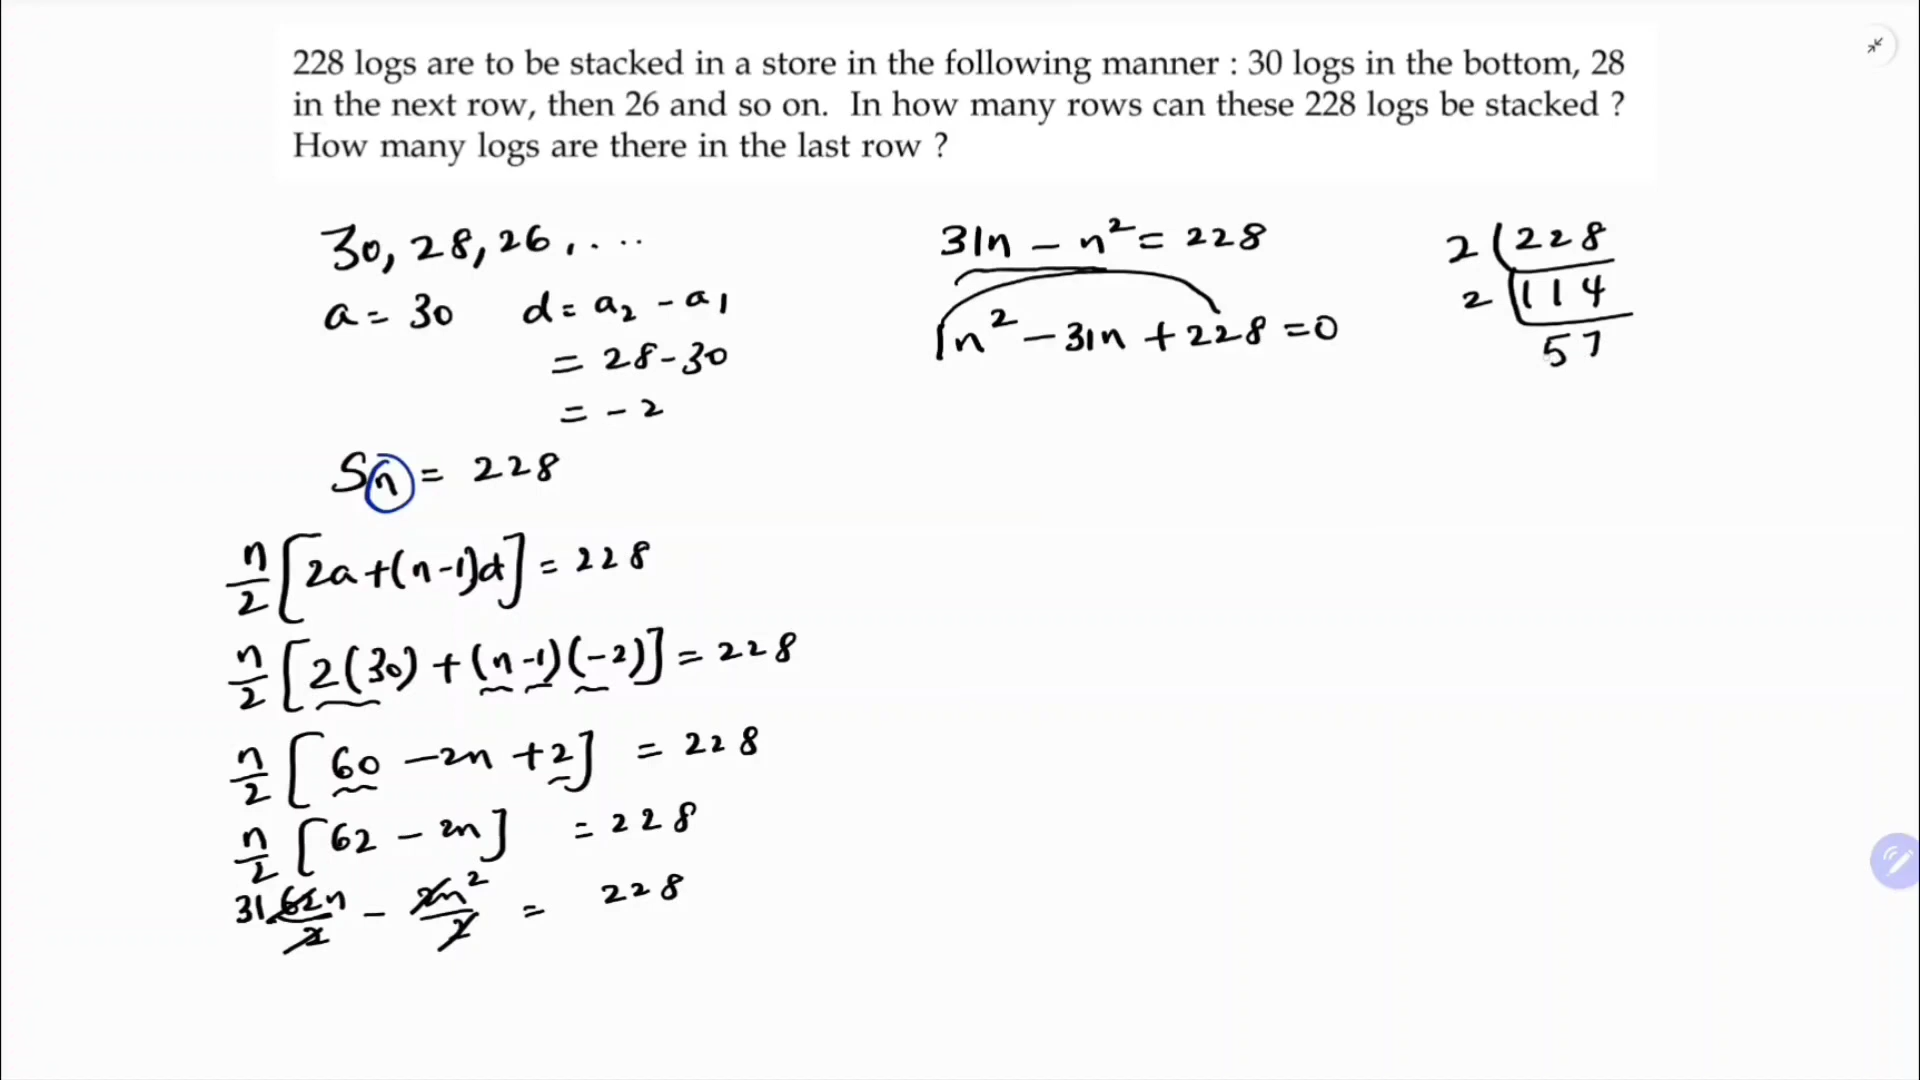 228 logs are to be stacked in a store in the following manner : 30 logs in the bottom, 28
in the next row, then 26 and so on. In how many rows can these 228 logs be stacked ?
How many logs are there in the last row ?
30, 28, 26, ....
a = 30 d = a₂ - a₁
= 28 - 30
= - 2
Sn = 228
n/2 [2a + (n-1)d] = 228
n/2 [2(30) + (n-1)(-2)] = 228
n/2 [60 - 2n + 2] = 228
n/2 [62 - 2n] = 228
31 62n/2 - 2n²/2 = 228
31n - n² = 228
1n² - 31n + 228 = 0
2 228
2 114
57